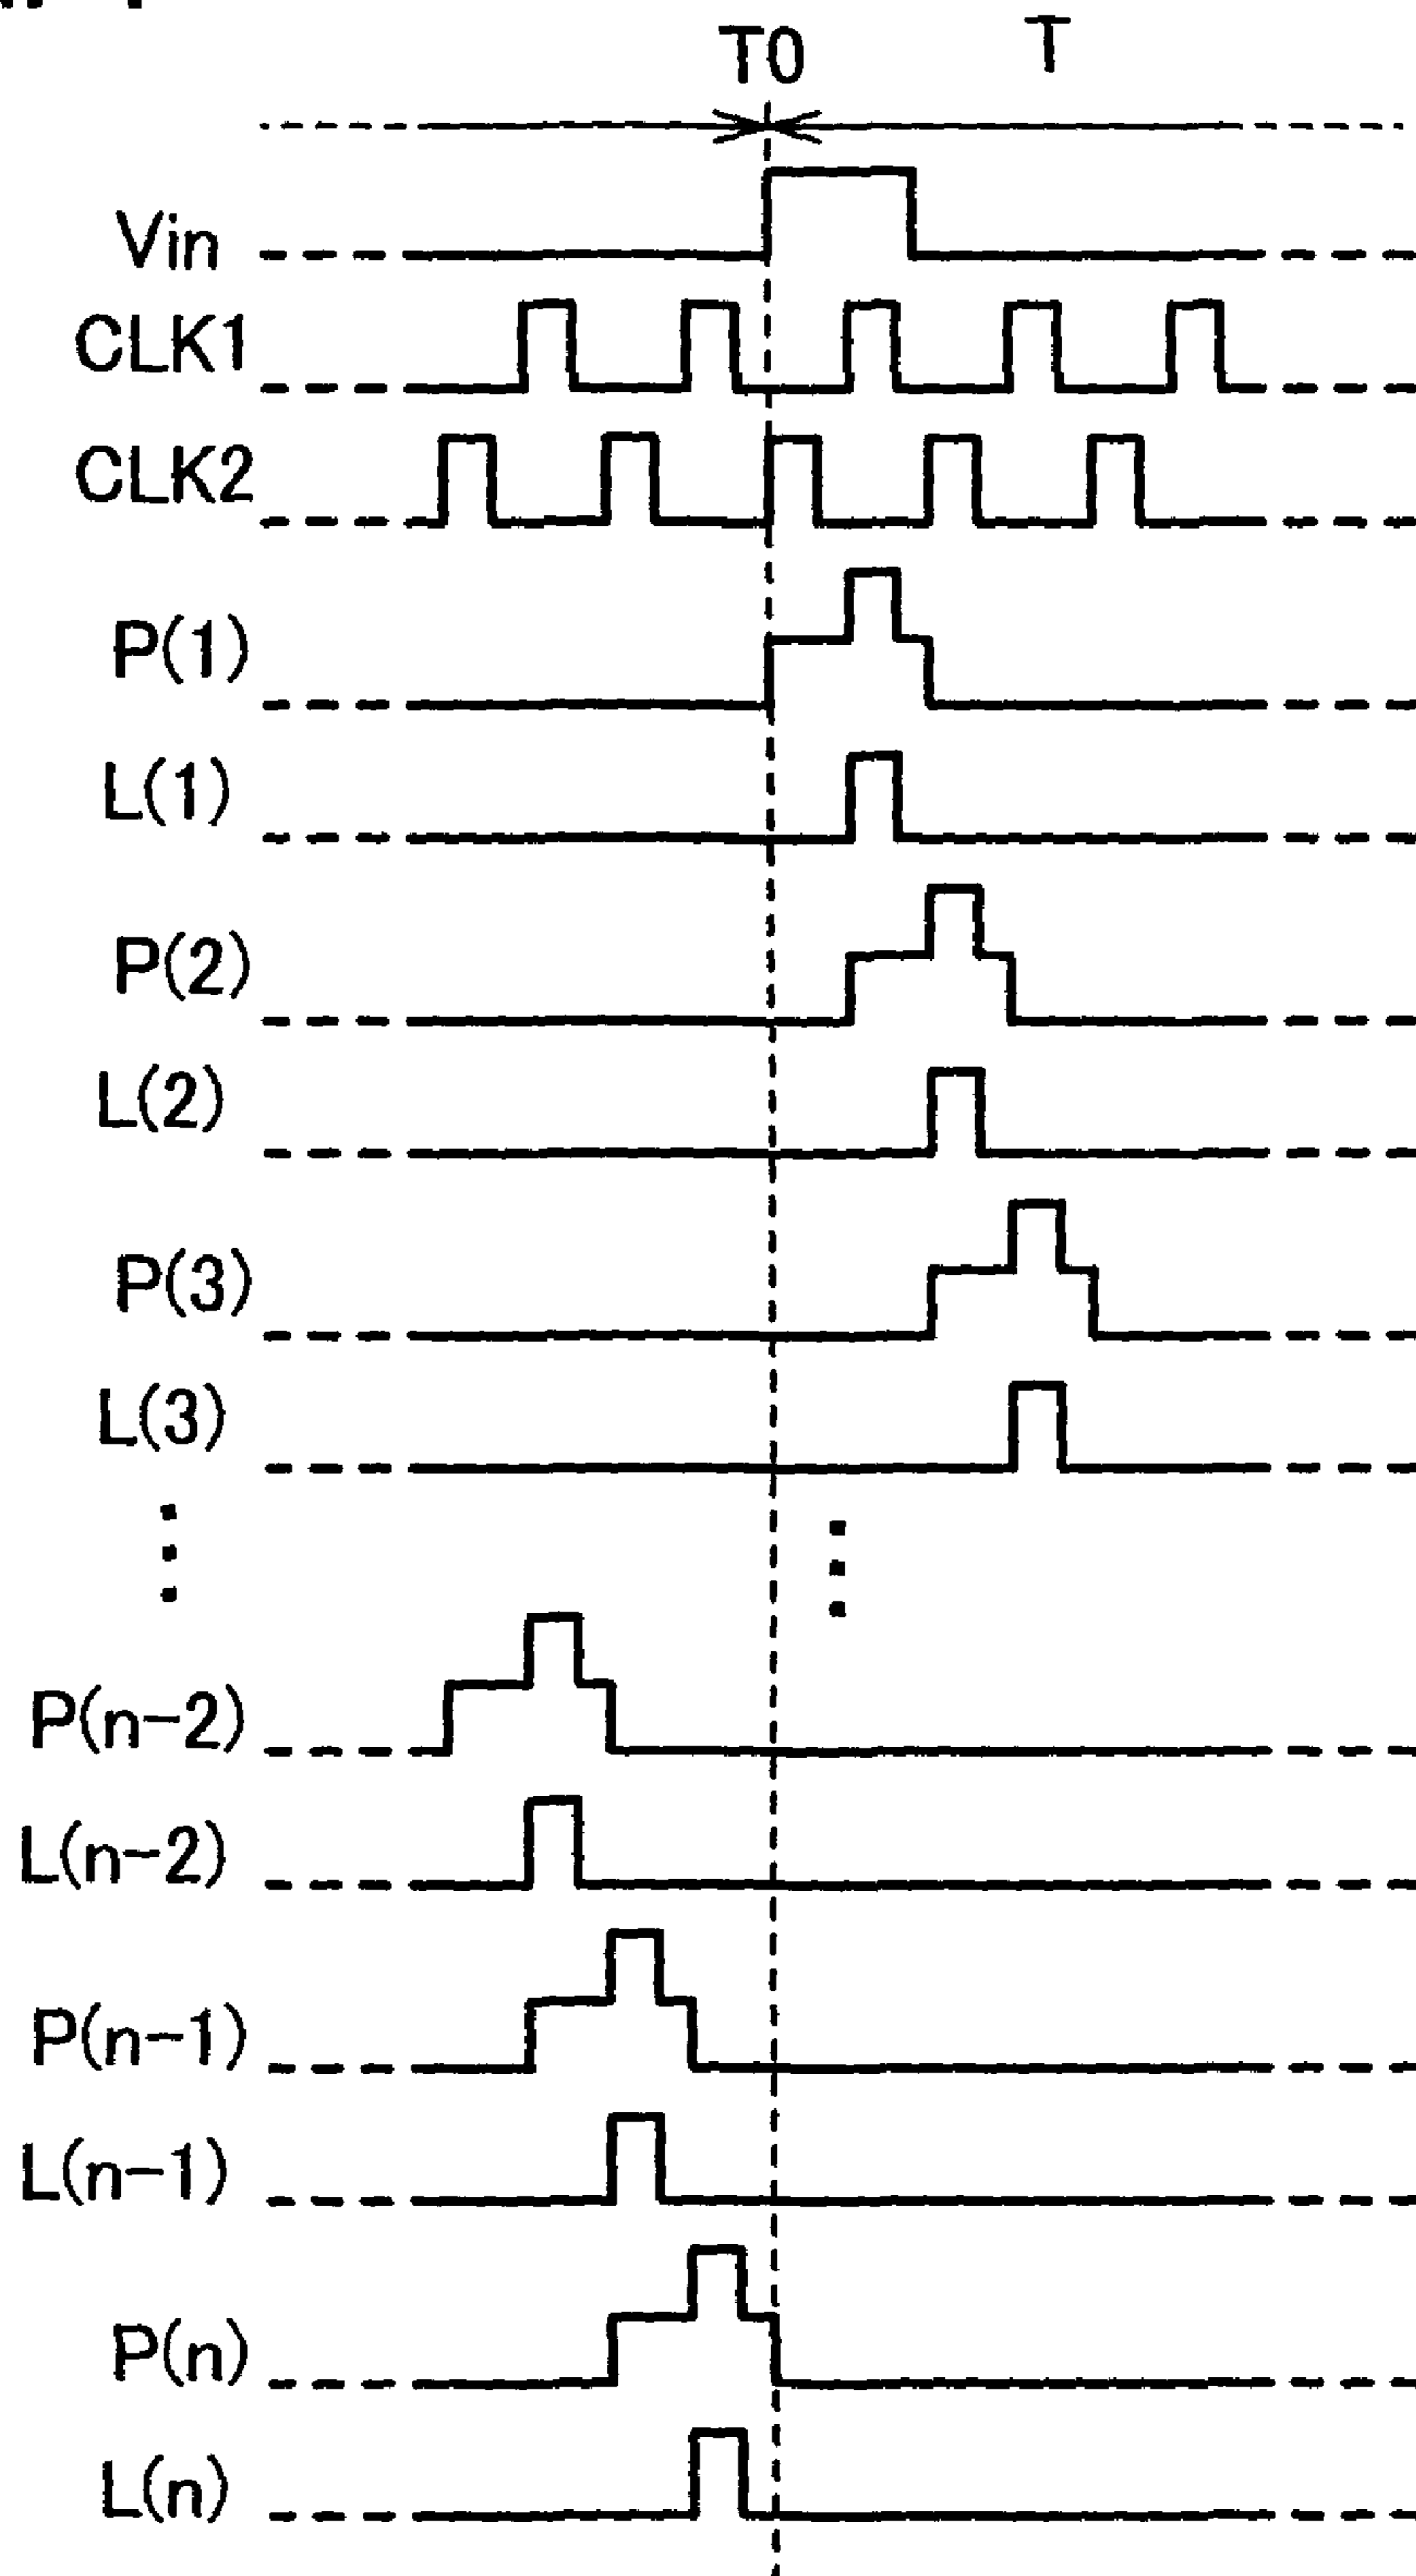 T0
T
Vin
CLK1
CLK2
P(1)
L(1)
P(2)
L(2)
P(3)
L(3)
P(n-2)
L(n-2)
P(n-1)
L(n-1)
P(n)
L(n)